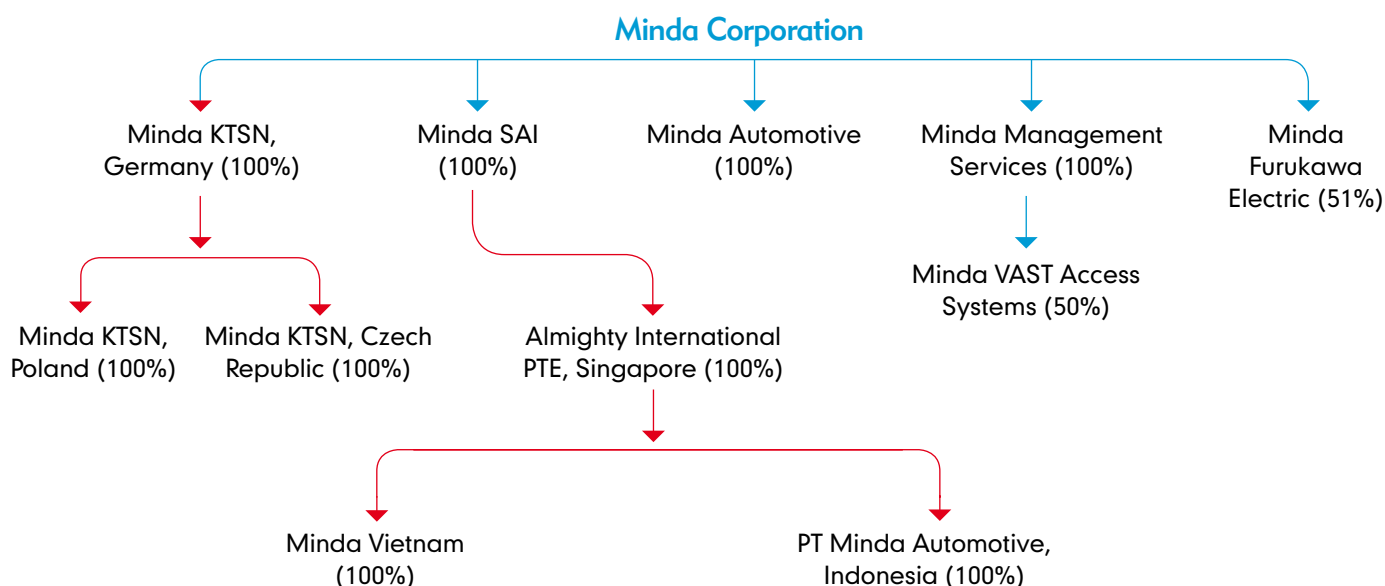 Minda Corporation
Minda KTSN,
Germany (100%)
Minda SAI
(100%)
Minda Automotive
(100%)
Minda Management
Services (100%)
Minda
Furukawa
Electric (51%)
Minda VAST Access
Systems (50%)
Minda KTSN,
Poland (100%)
Minda KTSN, Czech
Republic (100%)
Almighty International
PTE, Singapore (100%)
Minda Vietnam
(100%)
PT Minda Automotive,
Indonesia (100%)